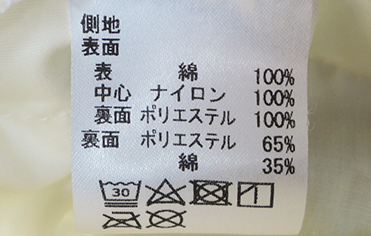 側地
表面
表 綿 100%
中心 ナイロン 100%
裏面 ポリエステル 100%
裏面 ポリエステル 65%
綿 35%
30